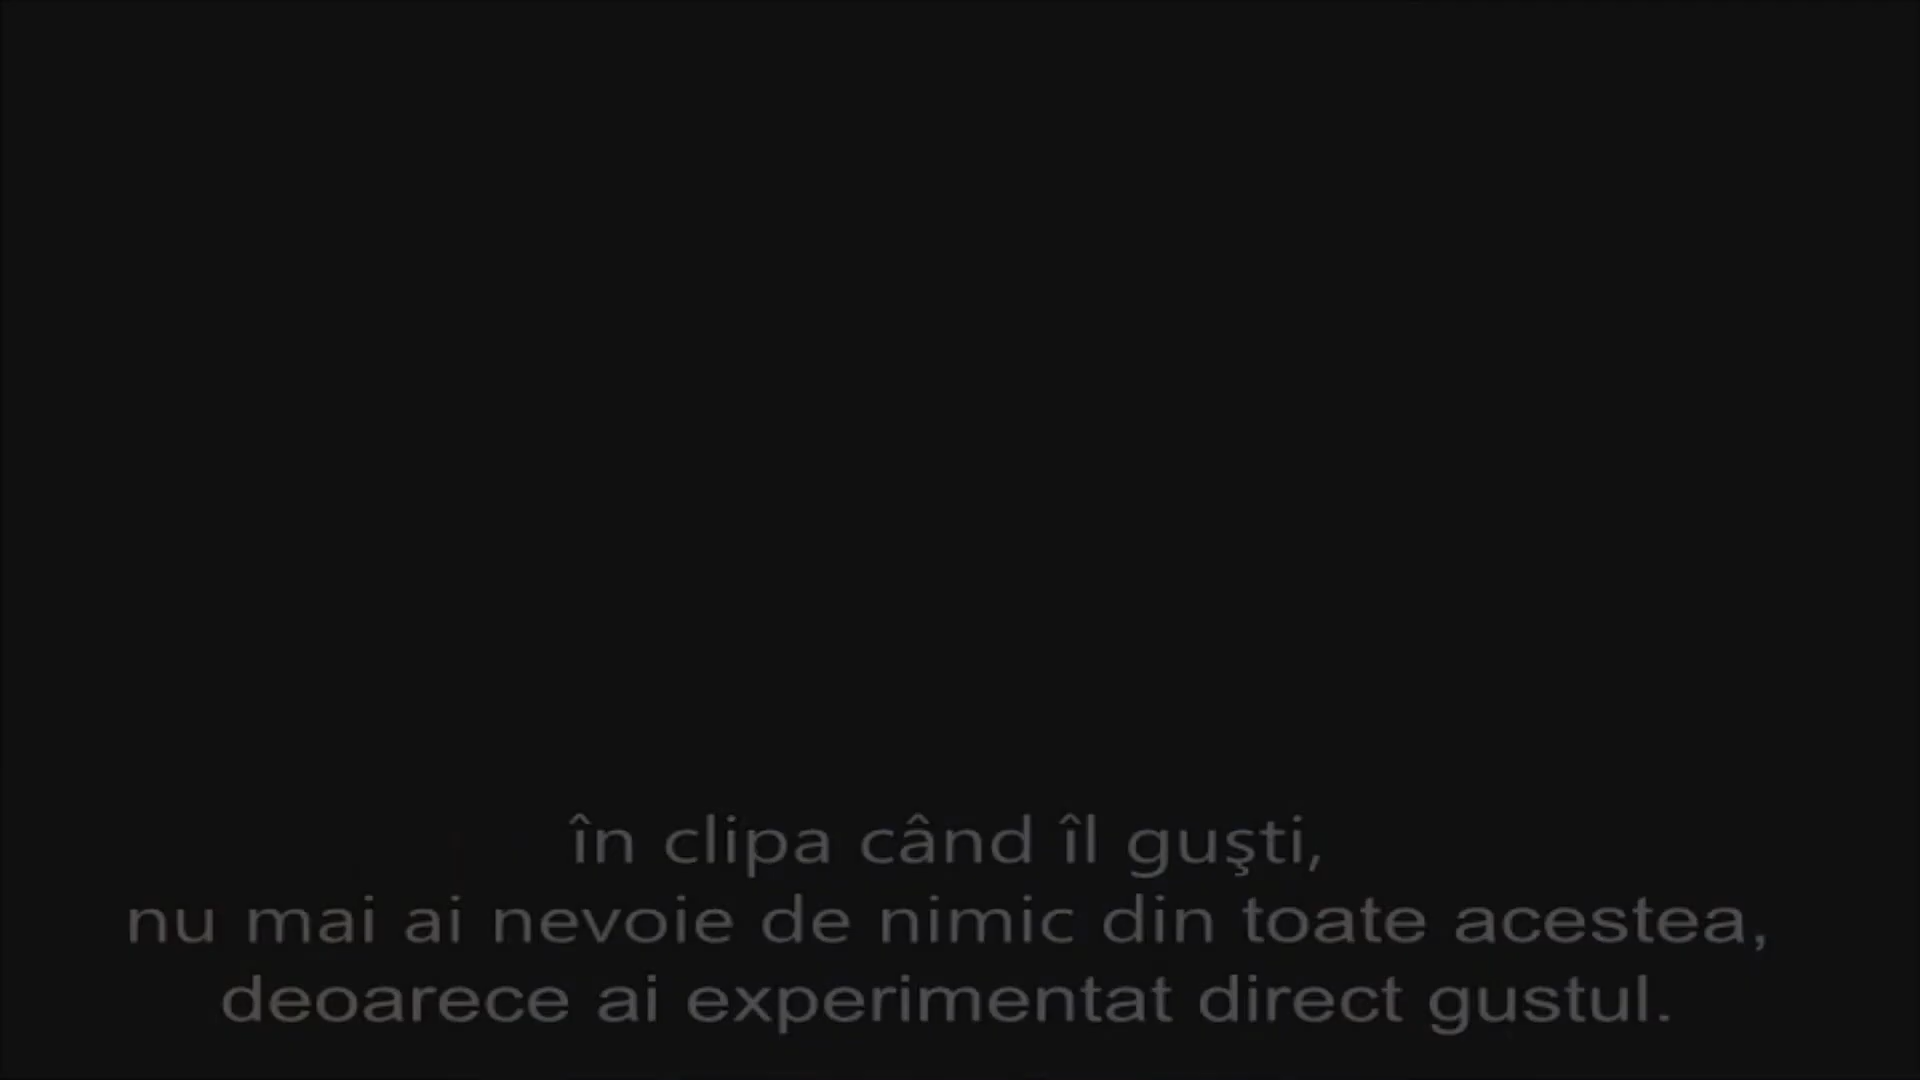 în clipa când îl guşti,
nu mai ai nevoie de nimic din toate acestea,
deoarece ai experimentat direct gustul.